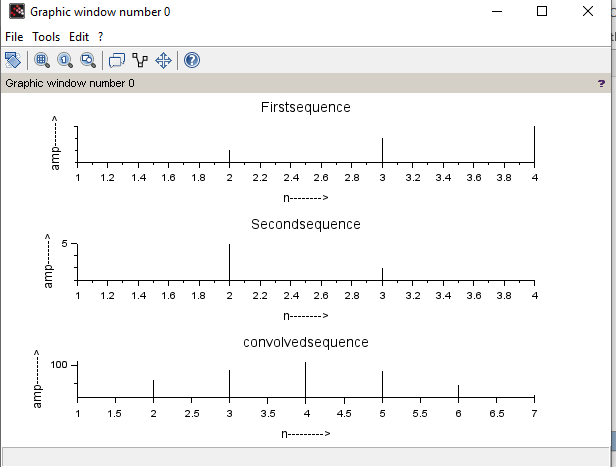 Graphic window number 0
File Tools Edit ?
Graphic window number 0 ?
Firstsequence
amp------>
1 1.2 1.4 1.6 1.8 2 2.2 2.4 2.6 2.8 3 3.2 3.4 3.6 3.8 4
n-------->
Secondsequence
amp------>
5
1 1.2 1.4 1.6 1.8 2 2.2 2.4 2.6 2.8 3 3.2 3.4 3.6 3.8 4
n-------->
convolvedsequence
amp------->
100
1 1.5 2 2.5 3 3.5 4 4.5 5 5.5 6 6.5 7
n--------->